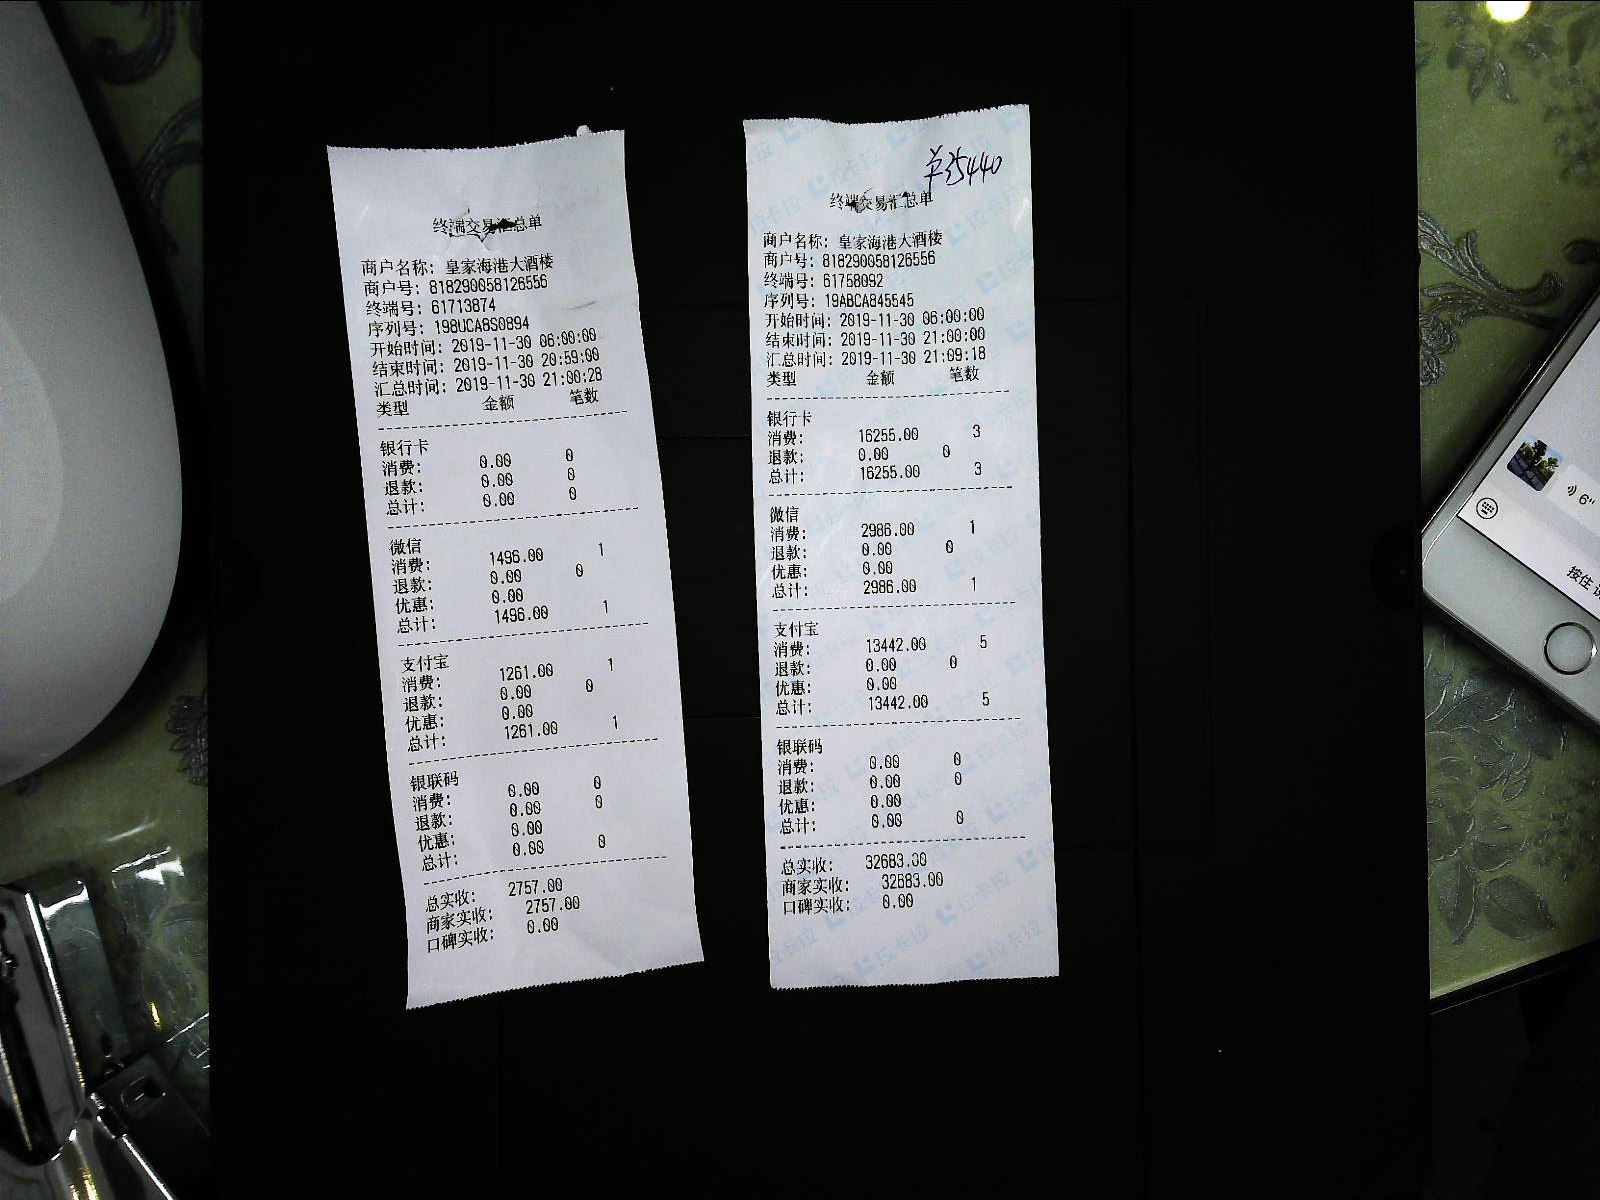 终端交易汇总单
商户名称: 皇家海港大酒楼
商户号: 818290058126556
终端号: 61713874
序列号: 198UCA8S0894
开始时间: 2019-11-30 06:00:00
结束时间: 2019-11-30 20:59:00
汇总时间: 2019-11-30 21:00:28
类型 金额 笔数
银行卡
消费: 0.00 0
退款: 0.00 0
总计: 0.00 0
微信
消费: 1496.00 1
退款: 0.00 0
优惠: 0.00
总计: 1496.00 1
支付宝
消费: 1261.00 1
退款: 0.00 0
优惠: 0.00
总计: 1261.00 1
银联码
消费: 0.00 0
退款: 0.00 0
优惠: 0.00
总计: 0.00 0
总实收: 2757.00
商家实收: 2757.00
口碑实收: 0.00
¥35440
终端交易汇总单
商户名称: 皇家海港大酒楼
商户号: 818290058126556
终端号: 61758092
序列号: 19ABCA845545
开始时间: 2019-11-30 06:00:00
结束时间: 2019-11-30 21:00:00
汇总时间: 2019-11-30 21:09:18
类型 金额 笔数
银行卡
消费: 16255.00 3
退款: 0.00 0
总计: 16255.00 3
微信
消费: 2986.00 1
退款: 0.00 0
优惠: 0.00
总计: 2986.00 1
支付宝
消费: 13442.00 5
退款: 0.00 0
优惠: 0.00
总计: 13442.00 5
银联码
消费: 0.00 0
退款: 0.00 0
优惠: 0.00
总计: 0.00 0
总实收: 32683.00
商家实收: 32683.00
口碑实收: 0.00
6"
按住